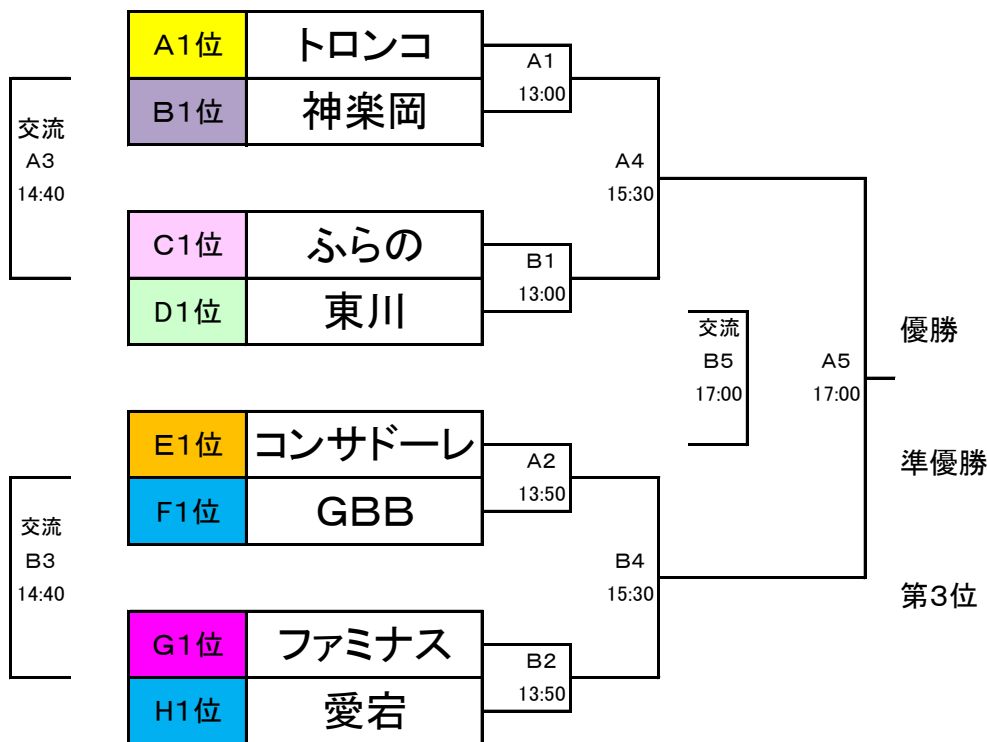 A1位 トロンコ
A1
13:00
B1位 神楽岡
交流
A3
14:40
A4
15:30
C1位 ふらの
B1
13:00
D1位 東川
交流
B5
17:00
A5
17:00
優勝
E1位 コンサドーレ
A2
13:50
準優勝
F1位 GBB
交流
B3
14:40
B4
15:30
第3位
G1位 ファミナス
B2
13:50
H1位 愛宕